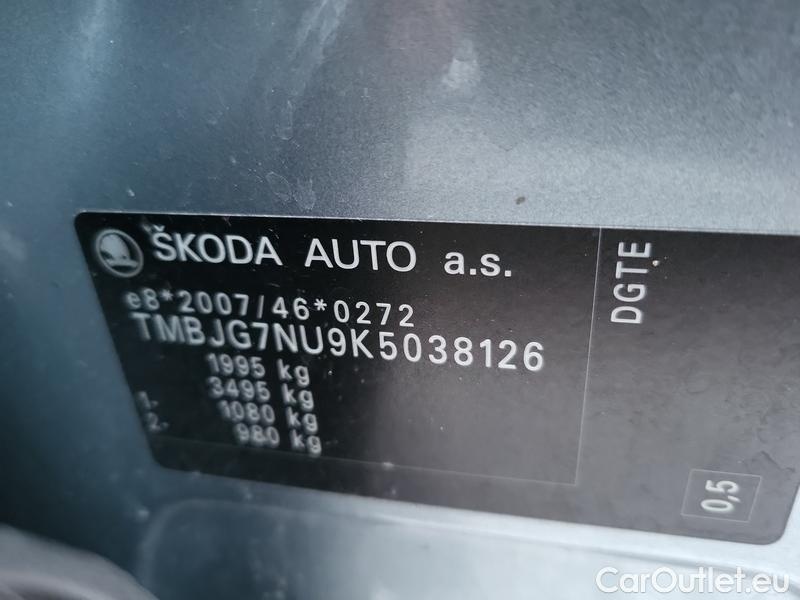 ŠKODA AUTO a.s.
e8*2007/46*0272
TMBJG7NU9K5038126
1995 kg
3495 kg
1. 1080 kg
2. 980 kg
DGTE
0,5
CarOutlet.eu